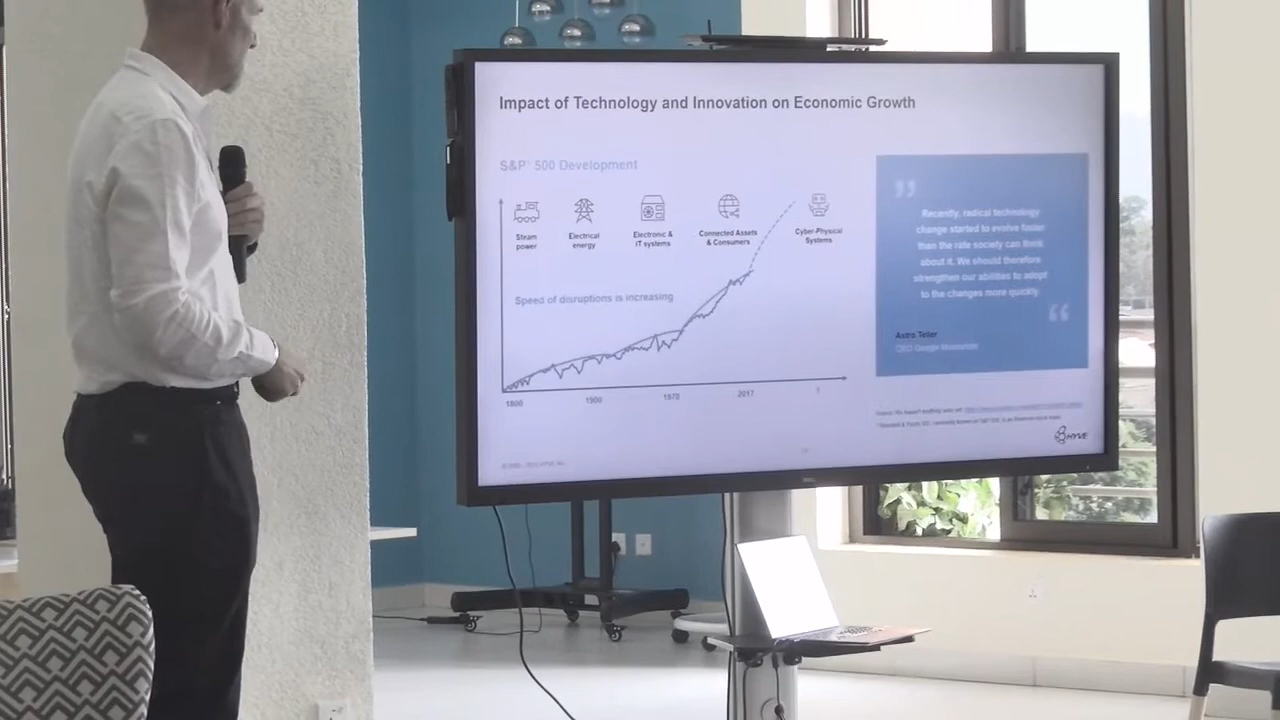 Impact of Technology and Innovation on Economic Growth
S&P¹ 500 Development
Steam
power
Electrical
energy
Electronic &
IT systems
Connected Assets
& Consumers
Cyber-Physical
Systems
Speed of disruptions is increasing
1800
1900
1970
2017
?
”
Recently, radical technology
change started to evolve faster
than the rate society can think
about it. We should therefore
strengthen our abilities to adapt
to the changes more quickly.
“
Astro Teller
CEO Google
HYVE